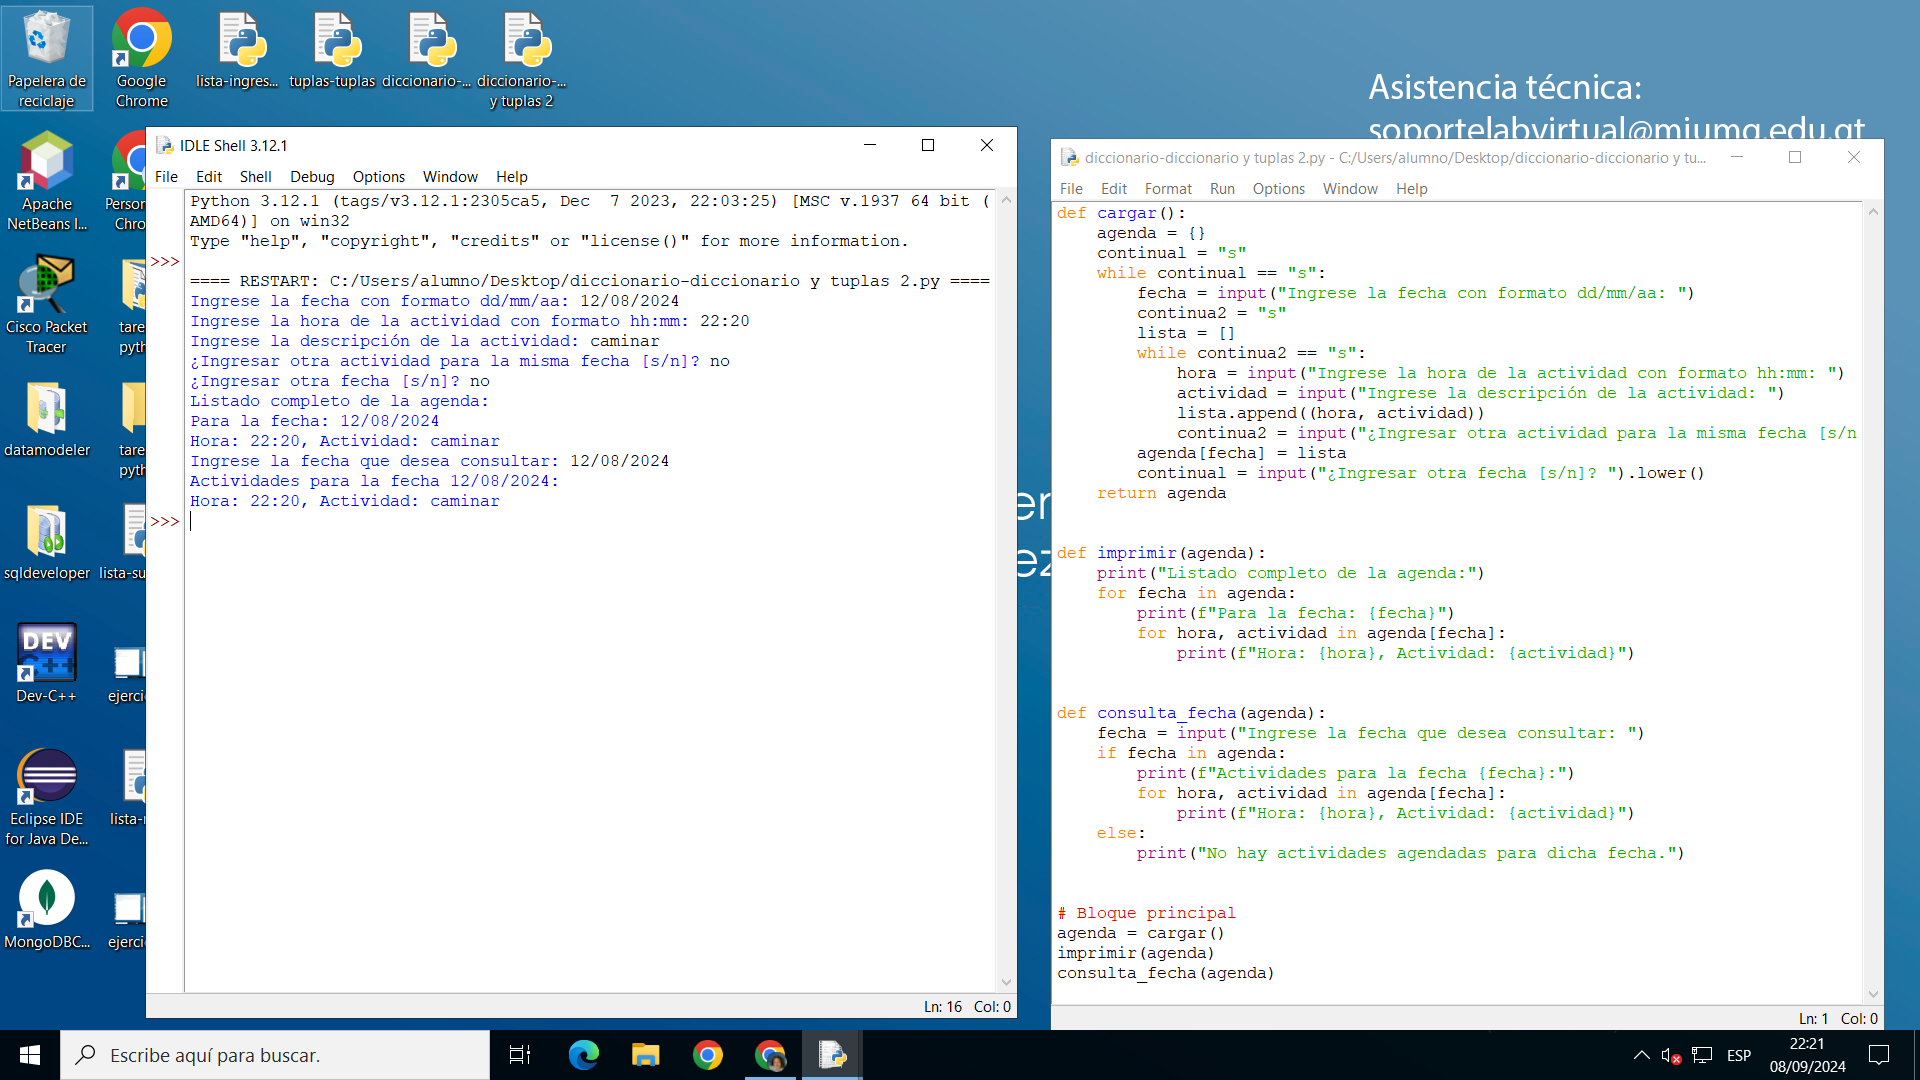 Papelera de
reciclaje
Google
Chrome
lista-ingres...
tuplas-tuplas
diccionario-...
diccionario-...
y tuplas 2
Asistencia técnica:
soportelabvirtual@miumg.edu.gt
Apache
NetBeans I...
Cisco Packet
Tracer
datamodeler
sqldeveloper
Dev-C++
Eclipse IDE
for Java De...
MongoDBC...
IDLE Shell 3.12.1
File Edit Shell Debug Options Window Help
Python 3.12.1 (tags/v3.12.1:2305ca5, Dec  7 2023, 22:03:25) [MSC v.1937 64 bit (
AMD64)] on win32
Type "help", "copyright", "credits" or "license()" for more information.
>>>
==== RESTART: C:/Users/alumno/Desktop/diccionario-diccionario y tuplas 2.py ====
Ingrese la fecha con formato dd/mm/aa: 12/08/2024
Ingrese la hora de la actividad con formato hh:mm: 22:20
Ingrese la descripción de la actividad: caminar
¿Ingresar otra actividad para la misma fecha [s/n]? no
¿Ingresar otra fecha [s/n]? no
Listado completo de la agenda:
Para la fecha: 12/08/2024
Hora: 22:20, Actividad: caminar
Ingrese la fecha que desea consultar: 12/08/2024
Actividades para la fecha 12/08/2024:
Hora: 22:20, Actividad: caminar
>>>
Ln: 16 Col: 0
diccionario-diccionario y tuplas 2.py - C:/Users/alumno/Desktop/diccionario-diccionario y tu...
File Edit Format Run Options Window Help
def cargar():
    agenda = {}
    continual = "s"
    while continual == "s":
        fecha = input("Ingrese la fecha con formato dd/mm/aa: ")
        continua2 = "s"
        lista = []
        while continua2 == "s":
            hora = input("Ingrese la hora de la actividad con formato hh:mm: ")
            actividad = input("Ingrese la descripción de la actividad: ")
            lista.append((hora, actividad))
            continua2 = input("¿Ingresar otra actividad para la misma fecha [s/n
        agenda[fecha] = lista
        continual = input("¿Ingresar otra fecha [s/n]? ").lower()
    return agenda
def imprimir(agenda):
    print("Listado completo de la agenda:")
    for fecha in agenda:
        print(f"Para la fecha: {fecha}")
        for hora, actividad in agenda[fecha]:
            print(f"Hora: {hora}, Actividad: {actividad}")
def consulta_fecha(agenda):
    fecha = input("Ingrese la fecha que desea consultar: ")
    if fecha in agenda:
        print(f"Actividades para la fecha {fecha}:")
        for hora, actividad in agenda[fecha]:
            print(f"Hora: {hora}, Actividad: {actividad}")
    else:
        print("No hay actividades agendadas para dicha fecha.")
# Bloque principal
agenda = cargar()
imprimir(agenda)
consulta_fecha(agenda)
Ln: 1 Col: 0
Escribe aquí para buscar.
ESP
22:21
08/09/2024